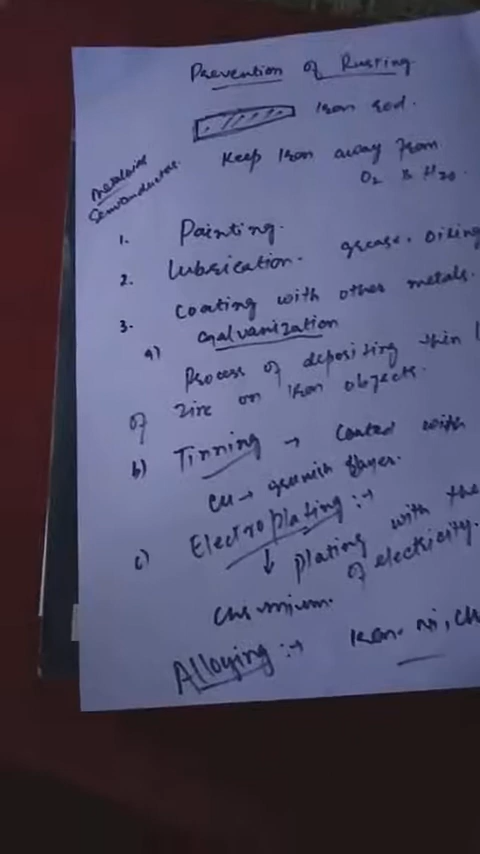 Prevention of Rusting
Iron rod.
Keep Iron away from
O2 & H2O.
Metalloid
Semiconductor.
1. Painting.
2. Lubrication. grease. Oiling
3. Coating with other metals.
a) Galvanization
Process of depositing thin
of zinc on iron objects.
b) Tinning → Coated with
Cu → greenish layer.
c) Electroplating :→
↓ plating with the
of electricity.
Chromium.
Alloying :→ Iron. Ni, Ch